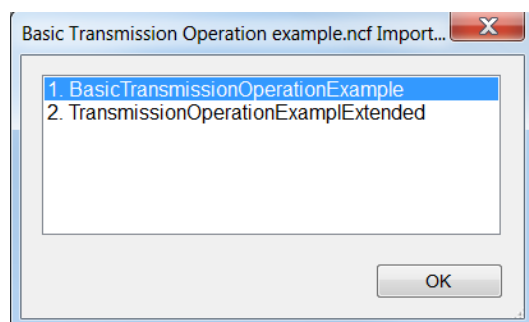 Basic Transmission Operation example.ncf Import...
1. BasicTransmissionOperationExample
2. TransmissionOperationExamplExtended
OK